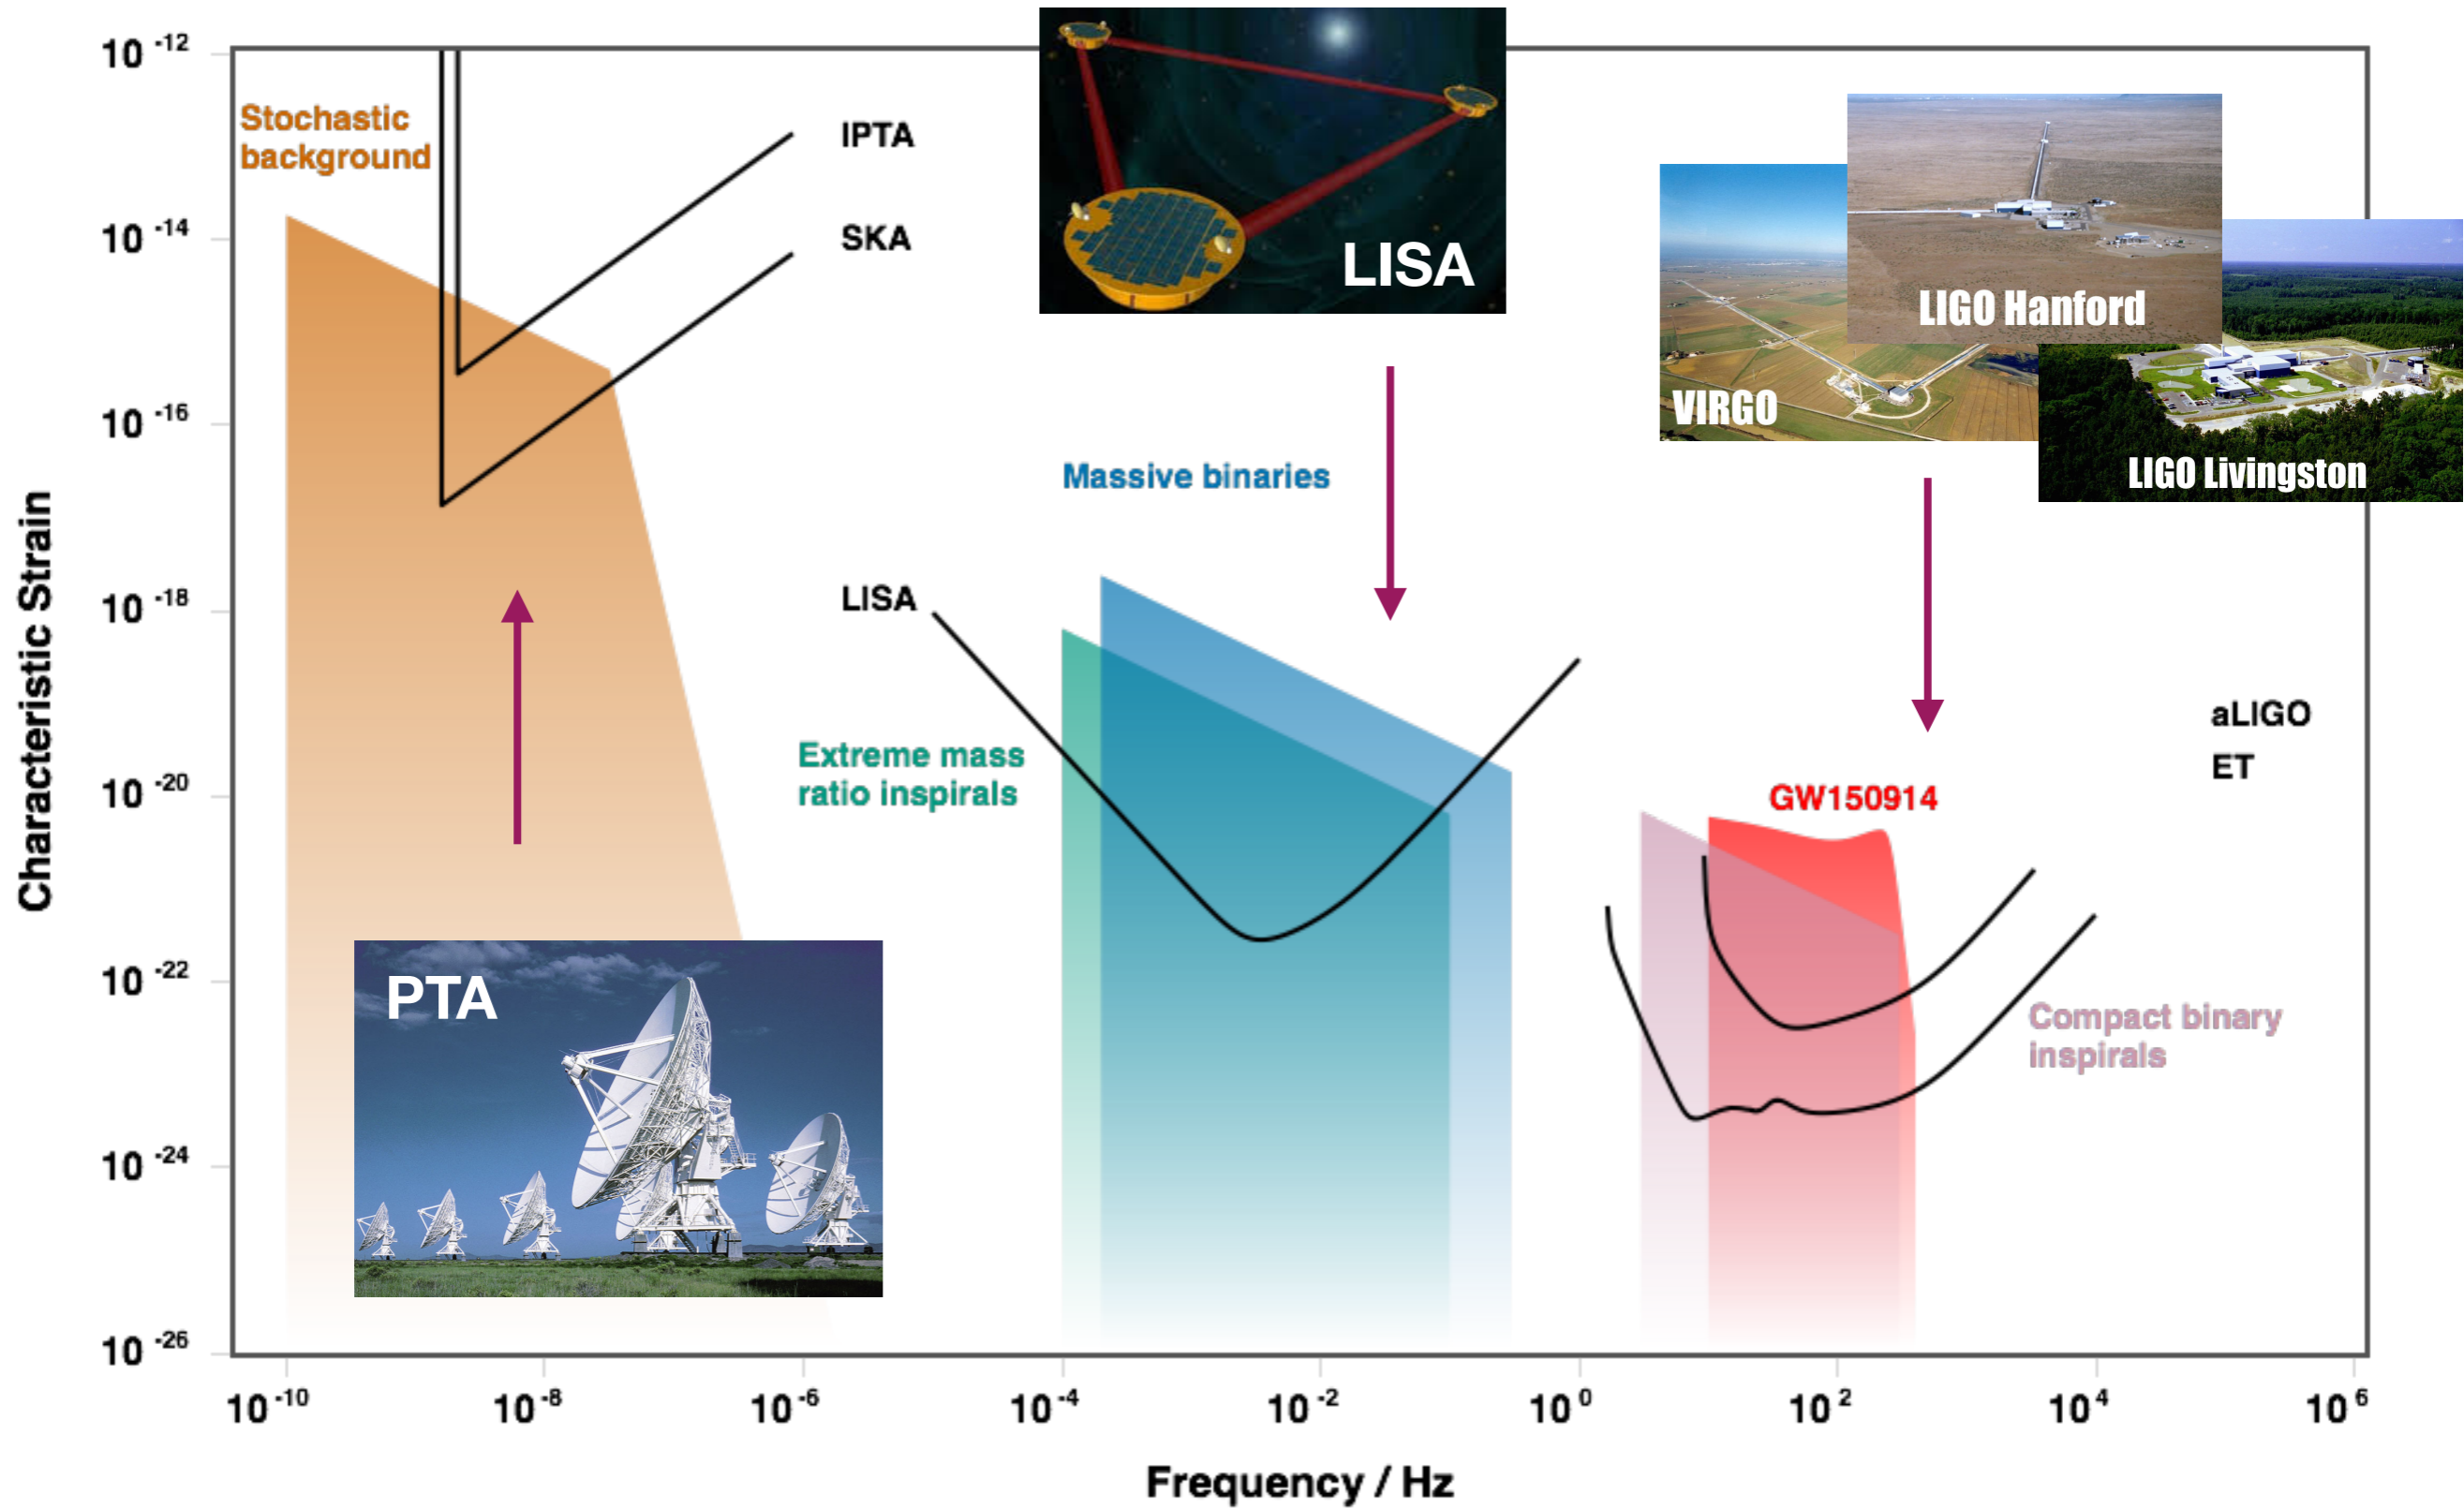 10 -12
10 -14
10 -16
10 -18
10 -20
10 -22
10 -24
10 -26
Characteristic Strain
Stochastic
background
IPTA
SKA
LISA
VIRGO
LIGO Hanford
LIGO Livingston
Massive binaries
LISA
Extreme mass
ratio inspirals
aLIGO
ET
GW150914
PTA
Compact binary
inspirals
10 -10
10 -8
10 -6
10 -4
10 -2
10 0
10 2
10 4
10 6
Frequency / Hz